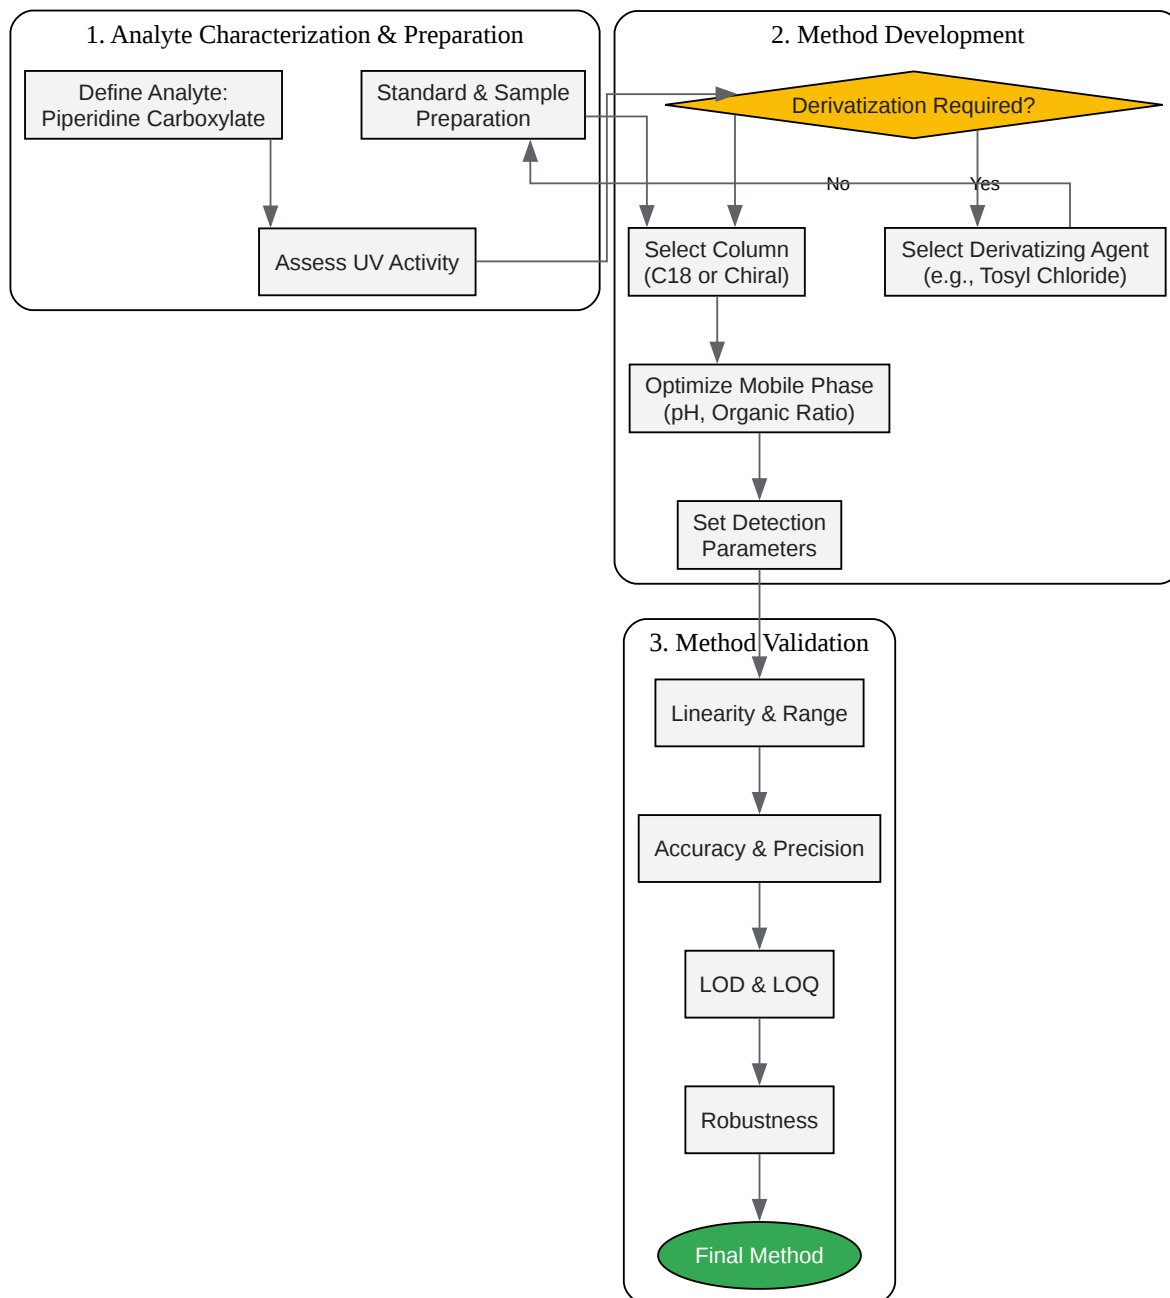 1. Analyte Characterization & Preparation
Define Analyte:
Piperidine Carboxylate
Standard & Sample
Preparation
Assess UV Activity
2. Method Development
Derivatization Required?
No
Yes
Select Column
(C18 or Chiral)
Select Derivatizing Agent
(e.g., Tosyl Chloride)
Optimize Mobile Phase
(pH, Organic Ratio)
Set Detection
Parameters
3. Method Validation
Linearity & Range
Accuracy & Precision
LOD & LOQ
Robustness
Final Method